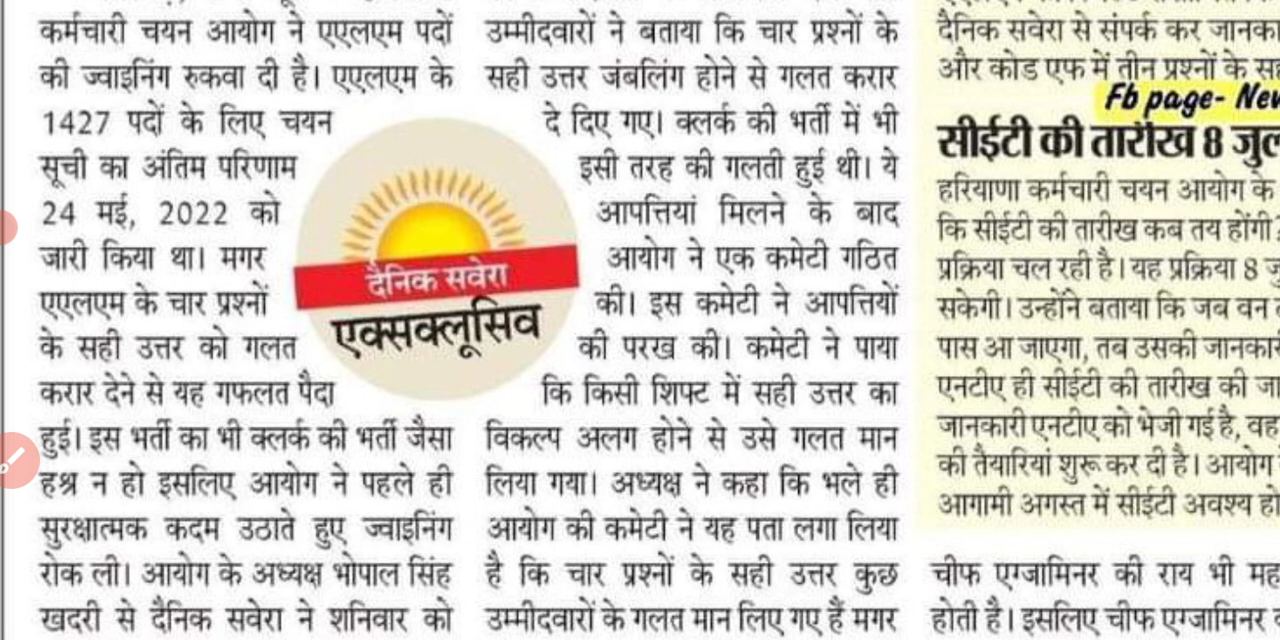 कर्मचारी चयन आयोग ने एएलएम पदों
की ज्वाइनिंग रुकवा दी है। एएलएम के
1427 पदों के लिए चयन
सूची का अंतिम परिणाम
24 मई, 2022 को
जारी किया था। मगर
एएलएम के चार प्रश्नों
के सही उत्तर को गलत
करार देने से यह गफलत पैदा
हुई। इस भर्ती का भी क्लर्क की भर्ती जैसा
हश्र न हो इसलिए आयोग ने पहले ही
सुरक्षात्मक कदम उठाते हुए ज्वाइनिंग
रोक ली। आयोग के अध्यक्ष भोपाल सिंह
खदरी से दैनिक सवेरा ने शनिवार को
दैनिक सवेरा
एक्सक्लूसिव
उम्मीदवारों ने बताया कि चार प्रश्नों के
सही उत्तर जंबलिंग होने से गलत करार
दे दिए गए। क्लर्क की भर्ती में भी
इसी तरह की गलती हुई थी। ये
आपत्तियां मिलने के बाद
आयोग ने एक कमेटी गठित
की। इस कमेटी ने आपत्तियों
की परख की। कमेटी ने पाया
कि किसी शिफ्ट में सही उत्तर का
विकल्प अलग होने से उसे गलत मान
लिया गया। अध्यक्ष ने कहा कि भले ही
आयोग की कमेटी ने यह पता लगा लिया
है कि चार प्रश्नों के सही उत्तर कुछ
उम्मीदवारों के गलत मान लिए गए हैं मगर
दैनिक सवेरा से संपर्क कर
और कोड एफ में तीन प्रश्नों के
Fb page-
सीईटी की तारीख 8
हरियाणा कर्मचारी चयन आयोग के
कि सीईटी की तारीख कब तय होंगी
प्रक्रिया चल रही है। यह प्रक्रिया 8
सकेगी। उन्होंने बताया कि जब वन
पास आ जाएगा, तब उसकी
एनटीए ही सीईटी की तारीख की
जानकारी एनटीए को भेजी गई है, वह
की तैयारियां शुरू कर दी है। आयोग
आगामी अगस्त में सीईटी अवश्य
चीफ एग्जामिनर की राय भी
होती है। इसलिए चीफ एग्जामिनर